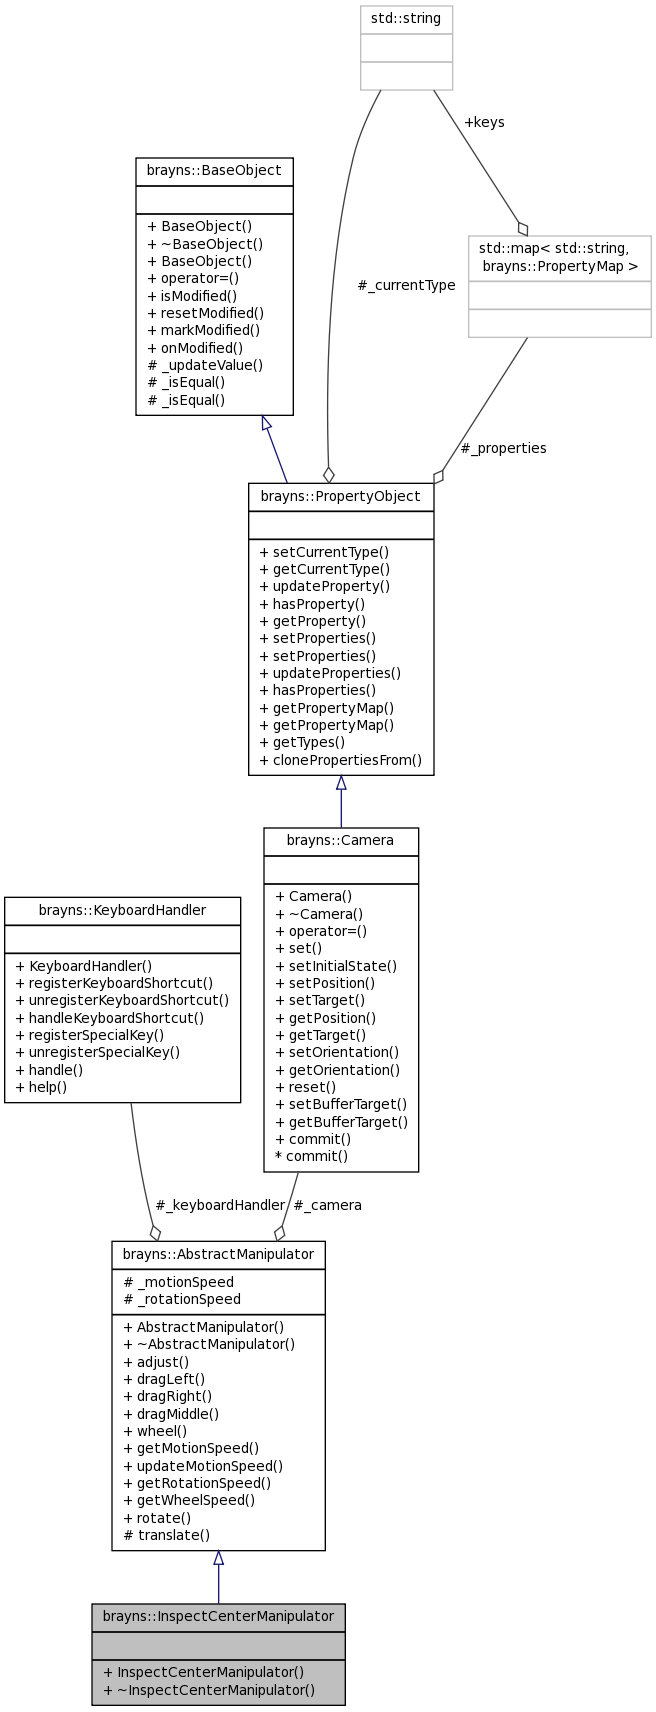 std::string
+keys
brayns::BaseObject
+ BaseObject()
+ ~BaseObject()
+ BaseObject()
+ operator=()
+ isModified()
+ resetModified()
+ markModified()
+ onModified()
# _updateValue()
# _isEqual()
# _isEqual()
std::map< std::string,
brayns::PropertyMap >
#_currentType
#_properties
brayns::PropertyObject
+ setCurrentType()
+ getCurrentType()
+ updateProperty()
+ hasProperty()
+ getProperty()
+ setProperties()
+ setProperties()
+ updateProperties()
+ hasProperties()
+ getPropertyMap()
+ getPropertyMap()
+ getTypes()
+ clonePropertiesFrom()
brayns::Camera
+ Camera()
+ ~Camera()
+ operator=()
+ set()
+ setInitialState()
+ setPosition()
+ setTarget()
+ getPosition()
+ getTarget()
+ setOrientation()
+ getOrientation()
+ reset()
+ setBufferTarget()
+ getBufferTarget()
+ commit()
* commit()
brayns::KeyboardHandler
+ KeyboardHandler()
+ registerKeyboardShortcut()
+ unregisterKeyboardShortcut()
+ handleKeyboardShortcut()
+ registerSpecialKey()
+ unregisterSpecialKey()
+ handle()
+ help()
#_keyboardHandler
#_camera
brayns::AbstractManipulator
# _motionSpeed
# _rotationSpeed
+ AbstractManipulator()
+ ~AbstractManipulator()
+ adjust()
+ dragLeft()
+ dragRight()
+ dragMiddle()
+ wheel()
+ getMotionSpeed()
+ updateMotionSpeed()
+ getRotationSpeed()
+ getWheelSpeed()
+ rotate()
# translate()
brayns::InspectCenterManipulator
+ InspectCenterManipulator()
+ ~InspectCenterManipulator()